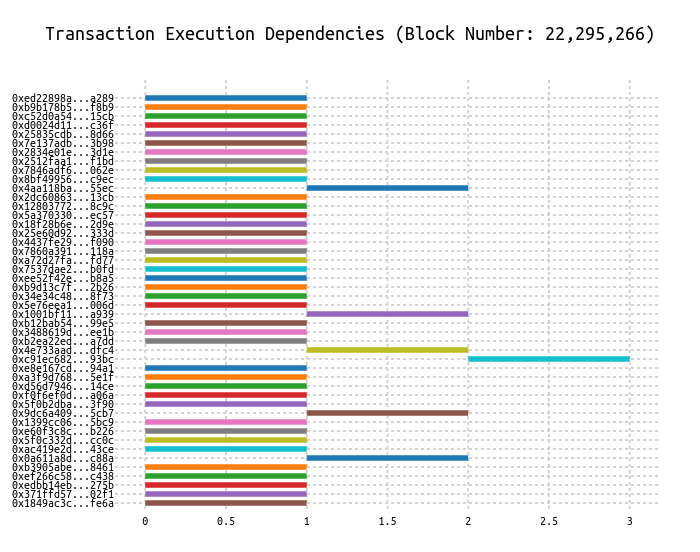 Transaction Execution Dependencies (Block Number: 22,295,266)
0xed22898a...a289
0xb9b178b5...f8b9
0xc52d0a54...15cb
0xd0024d11...c36f
0x25835cdb...8d66
0x7e137adb...3b98
0x2834e01e...3d1e
0x2512faa1...f1bd
0x7846adf6...062e
0x8bf49956...c9ec
0x4aa118ba...55ec
0x2dc60863...13cb
0x12803772...8c9c
0x5a370330...ec57
0x18f28b6e...2d9e
0x25e60d92...333d
0x4437fe29...f090
0x7860a391...118a
0xa72d27fa...fd77
0x7537dae2...b0fd
0xee52f42e...b8a5
0xb9d13c7f...2b26
0x34e34c48...8f73
0x5e76eea1...006d
0x1001bf11...a939
0xb12bab54...99e5
0x3488619d...ee1b
0xb2ea22ed...a7dd
0x4e733aad...dfc4
0xc91ec682...93bc
0xe8e167cd...94a1
0xa3f9d768...5e1f
0xd56d7946...14ce
0xf0f6ef0d...a06a
0x5f0b2dba...3f90
0x9dc6a409...5cb7
0x1399cc06...5bc9
0xe60f3c8c...b226
0x5f0c332d...cc0c
0xac419e2d...43ce
0x0a611a8d...c88a
0xb3905abe...8461
0xef266c58...c438
0xedbb14eb...275b
0x371ffd57...02f1
0x1849ac3c...fe6a
0 0.5 1 1.5 2 2.5 3